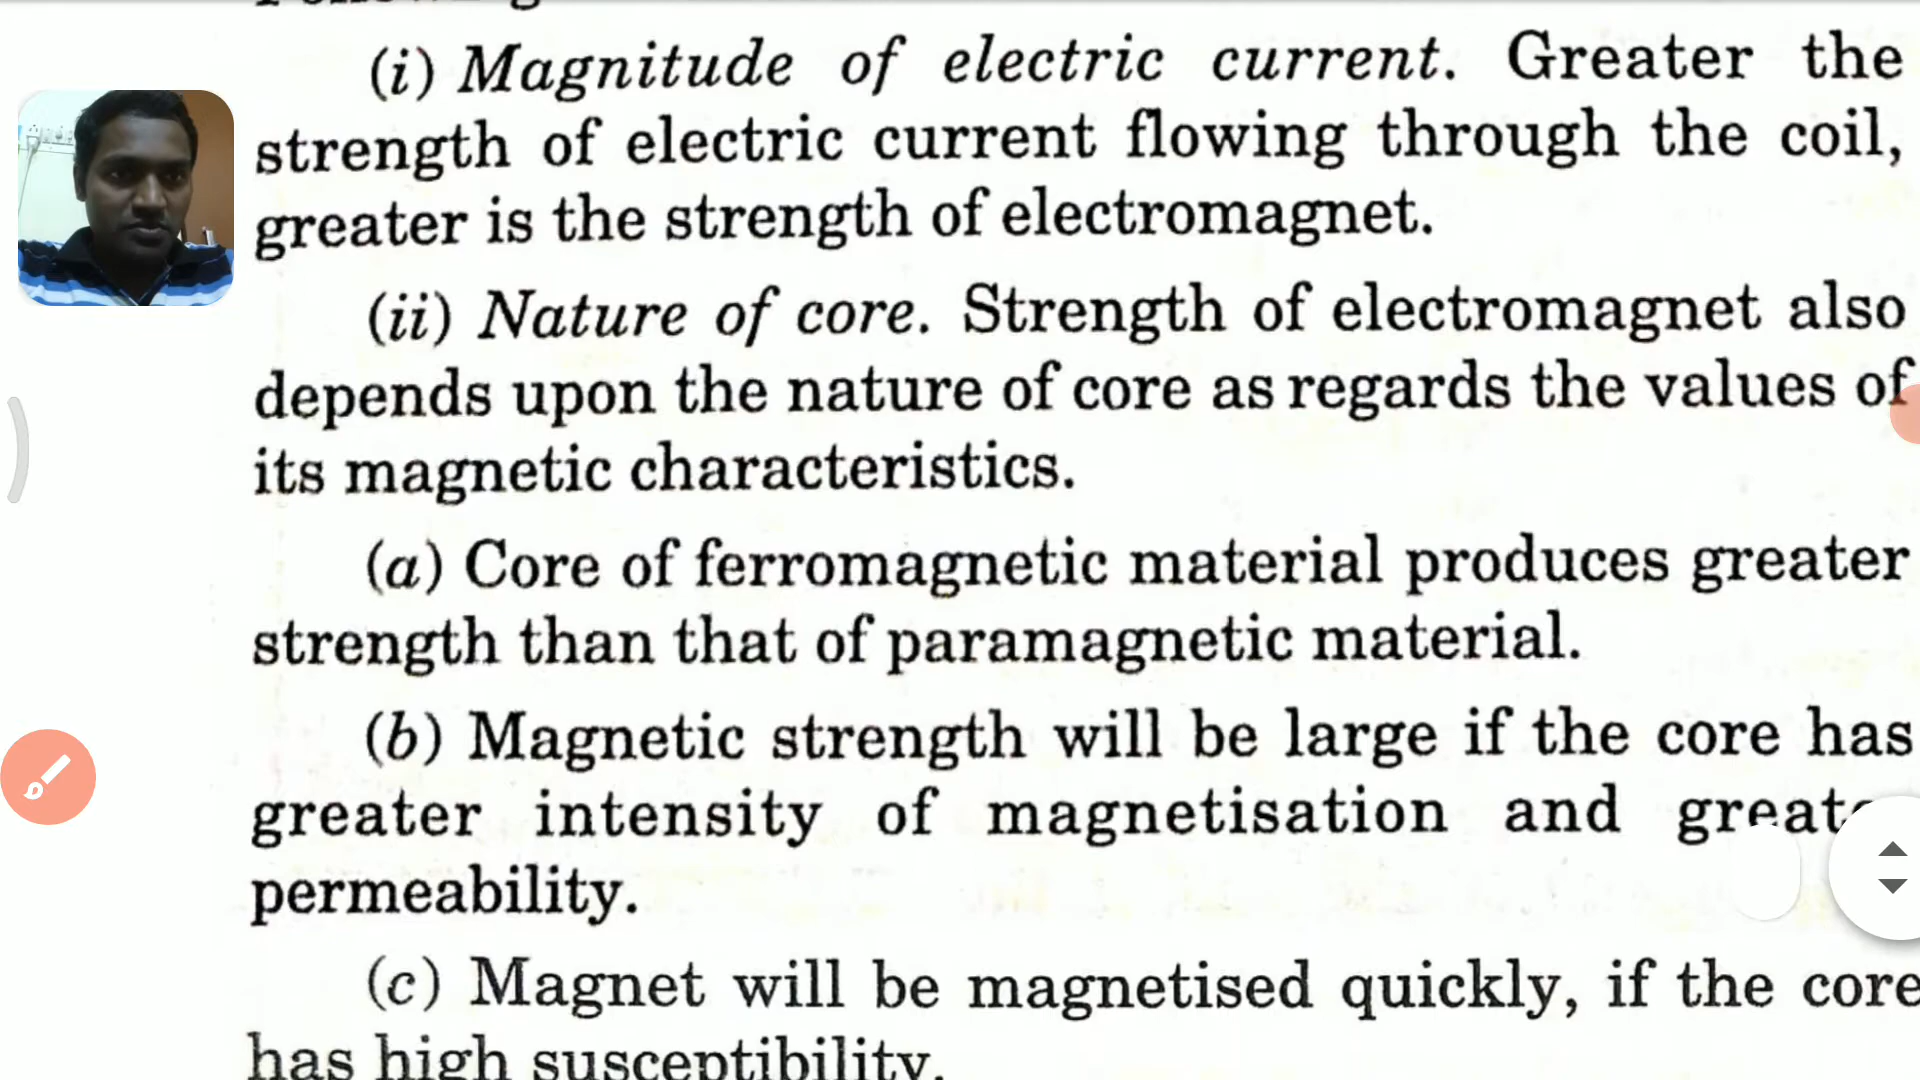 (i) Magnitude of electric current. Greater the
strength of electric current flowing through the coil,
greater is the strength of electromagnet.
(ii) Nature of core. Strength of electromagnet also
depends upon the nature of core as regards the values of
its magnetic characteristics.
(a) Core of ferromagnetic material produces greater
strength than that of paramagnetic material.
(b) Magnetic strength will be large if the core has
greater intensity of magnetisation and
permeability.
(c) Magnet will be magnetised quickly, if the core
has high susceptibility.